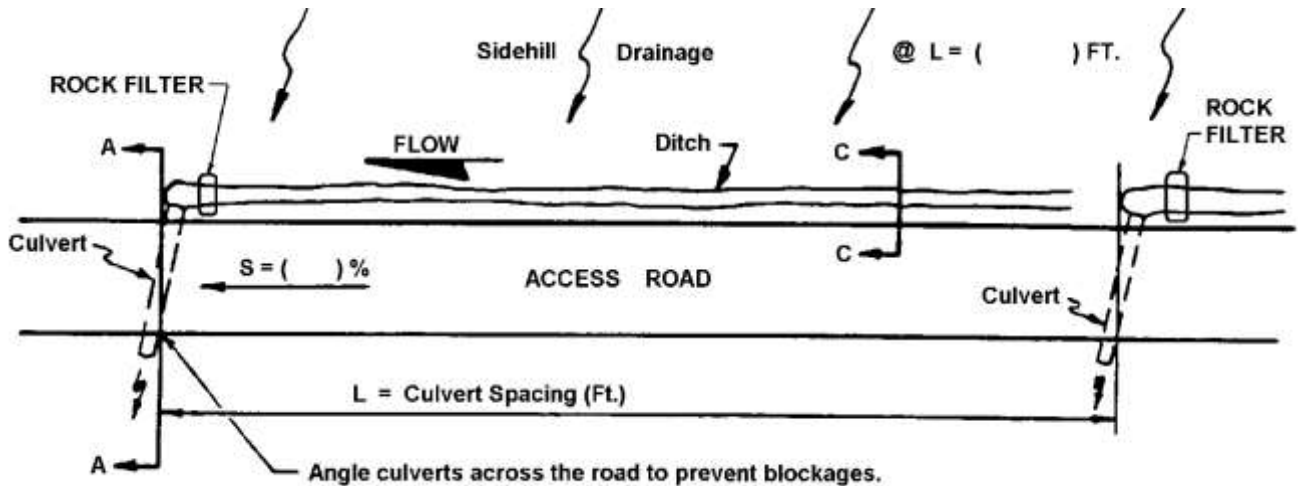 Sidehill Drainage @ L = ( ) FT.
ROCK FILTER
ROCK
FILTER
A
FLOW
Ditch
C
Culvert
S = ( ) %
ACCESS ROAD
C
Culvert
L = Culvert Spacing (Ft.)
A
Angle culverts across the road to prevent blockages.